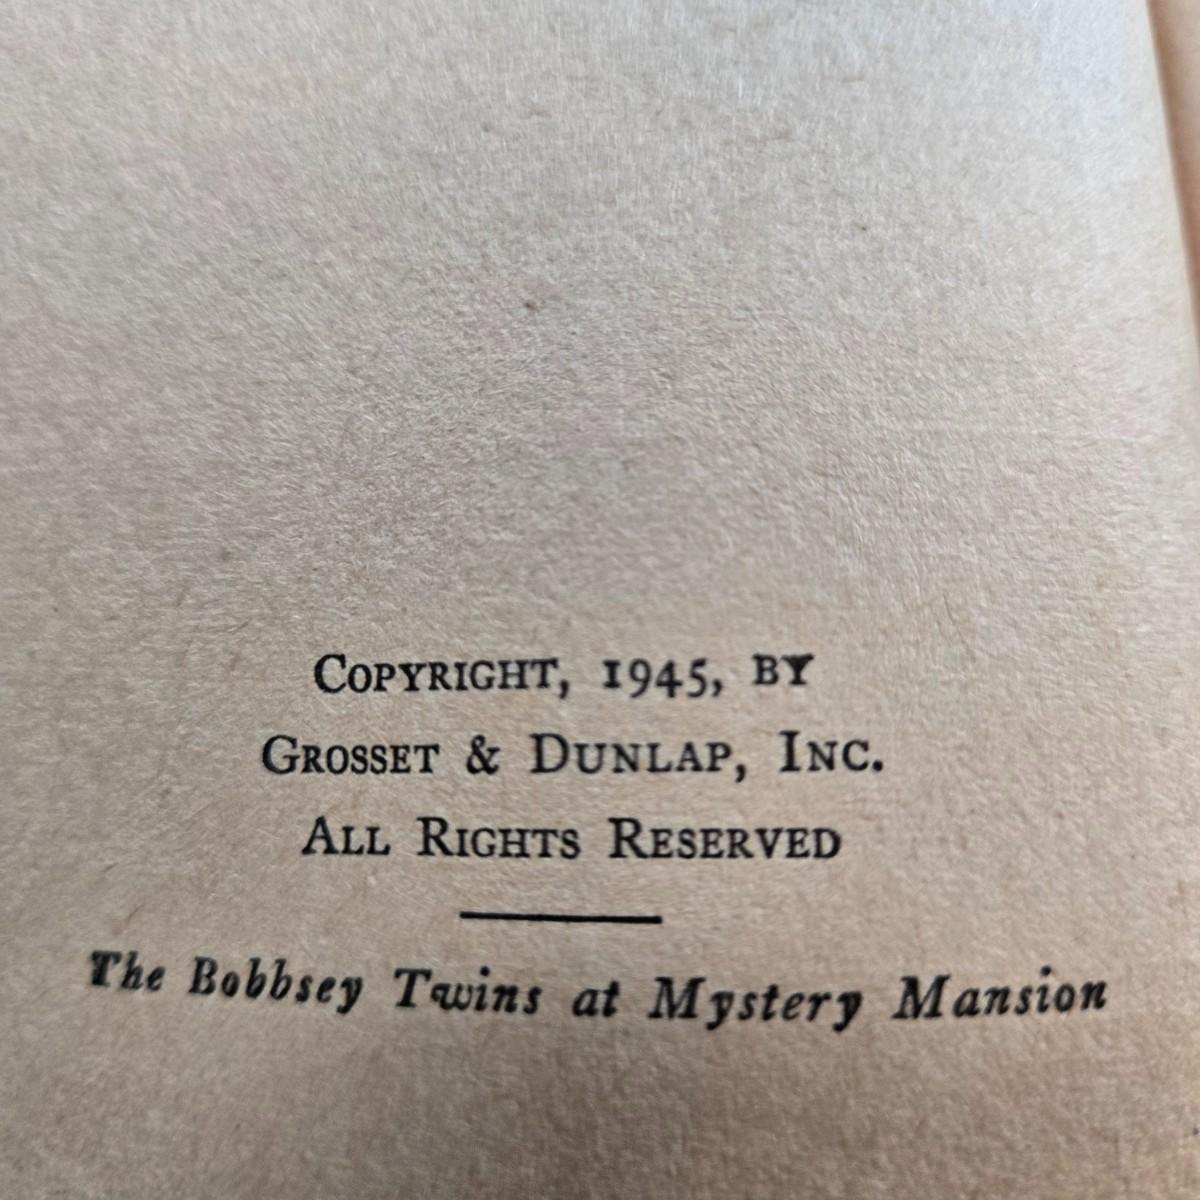 Copyright, 1945, by
Grosset & Dunlap, Inc.
All Rights Reserved
The Bobbsey Twins at Mystery Mansion